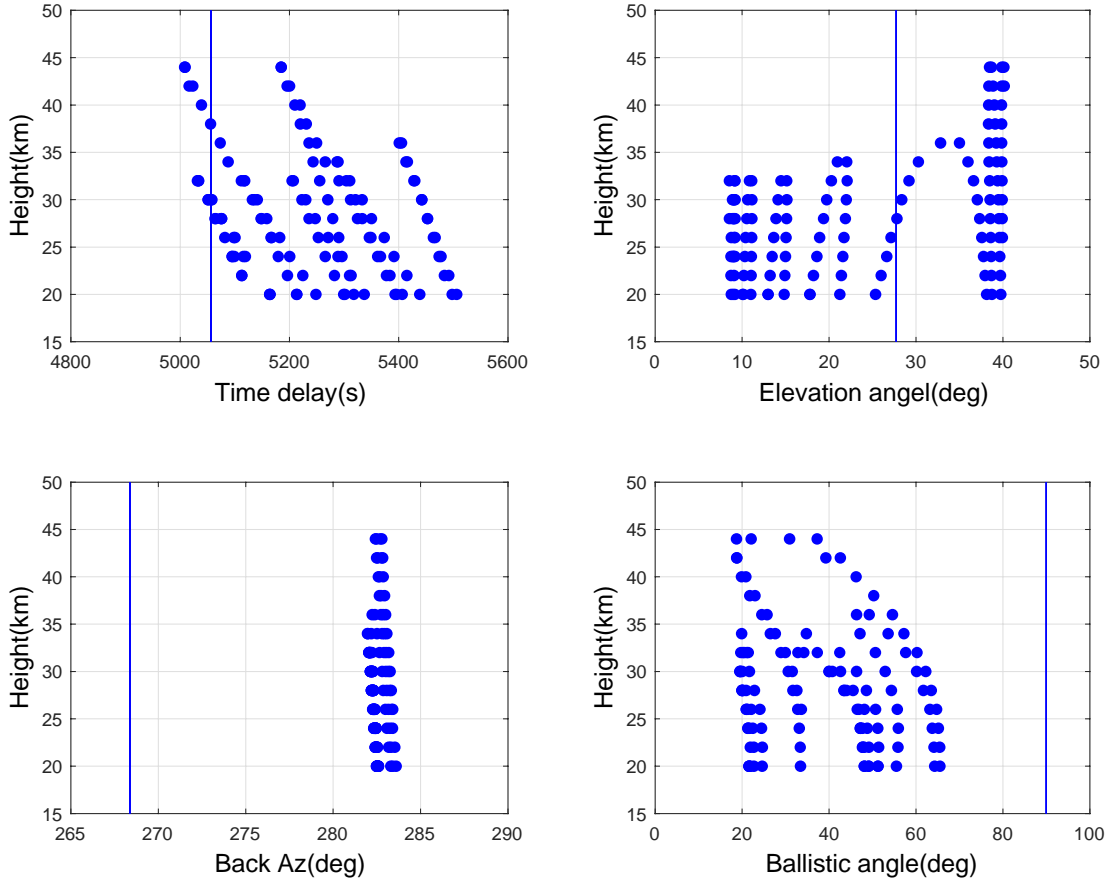 50
45
40
35
30
25
20
15
Height(km)
4800 5000 5200 5400 5600
Time delay(s)
50
45
40
35
30
25
20
15
Height(km)
0 10 20 30 40 50
Elevation angel(deg)
50
45
40
35
30
25
20
15
Height(km)
265 270 275 280 285 290
Back Az(deg)
50
45
40
35
30
25
20
15
Height(km)
0 20 40 60 80 100
Ballistic angle(deg)